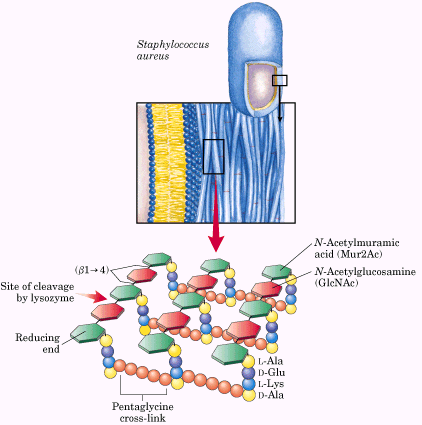 Staphylococcus
aureus
N-Acetylmuramic
acid (Mur2Ac)
(β1→4)
N-Acetylglucosamine
(GlcNAc)
Site of cleavage
by lysozyme
Reducing
end
L-Ala
D-Glu
L-Lys
D-Ala
Pentaglycine
cross-link